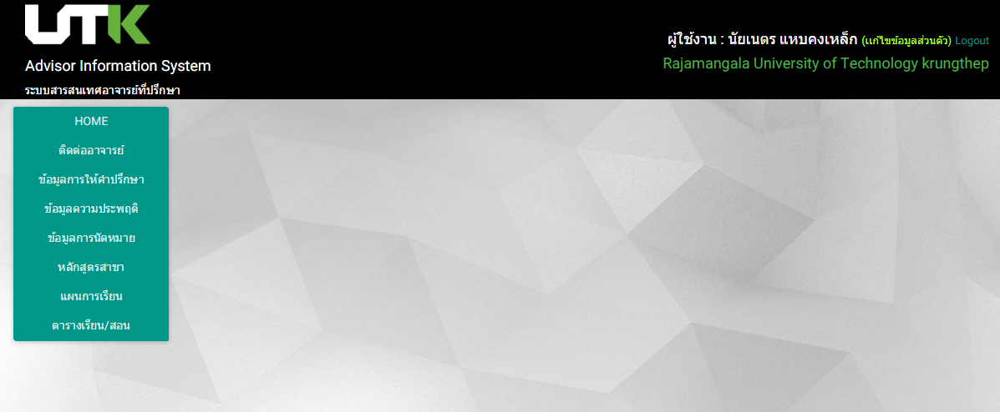 UTK
Advisor Information System
ระบบสารสนเทศอาจารย์ที่ปรึกษา
ผู้ใช้งาน : นัยเนตร แหบคงเหล็ก (แก้ไขข้อมูลส่วนตัว) Logout
Rajamangala University of Technology krungthep
HOME
ติดต่ออาจารย์
ข้อมูลการให้คำปรึกษา
ข้อมูลความประพฤติ
ข้อมูลการนัดหมาย
หลักสูตรสาขา
แผนการเรียน
ตารางเรียน/สอน